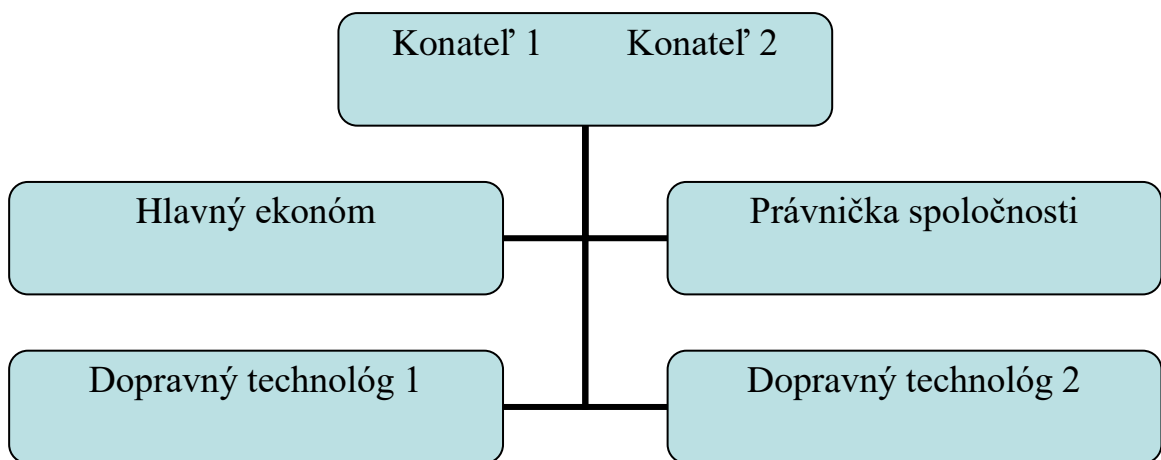 Konateľ 1 Konateľ 2
Hlavný ekonóm
Právnička spoločnosti
Dopravný technológ 1
Dopravný technológ 2